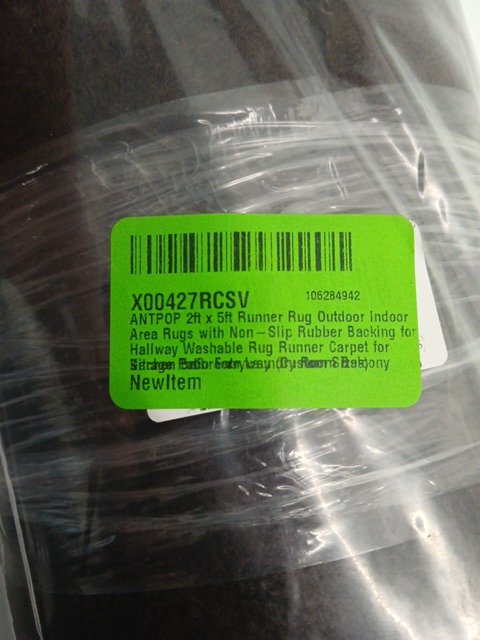 X00427RCSV 106284942
ANTPOP 2ft x 5ft Runner Rug Outdoor Indoor
Area Rugs with Non-Slip Rubber Backing for
Hallway Washable Rug Runner Carpet for
NewItem